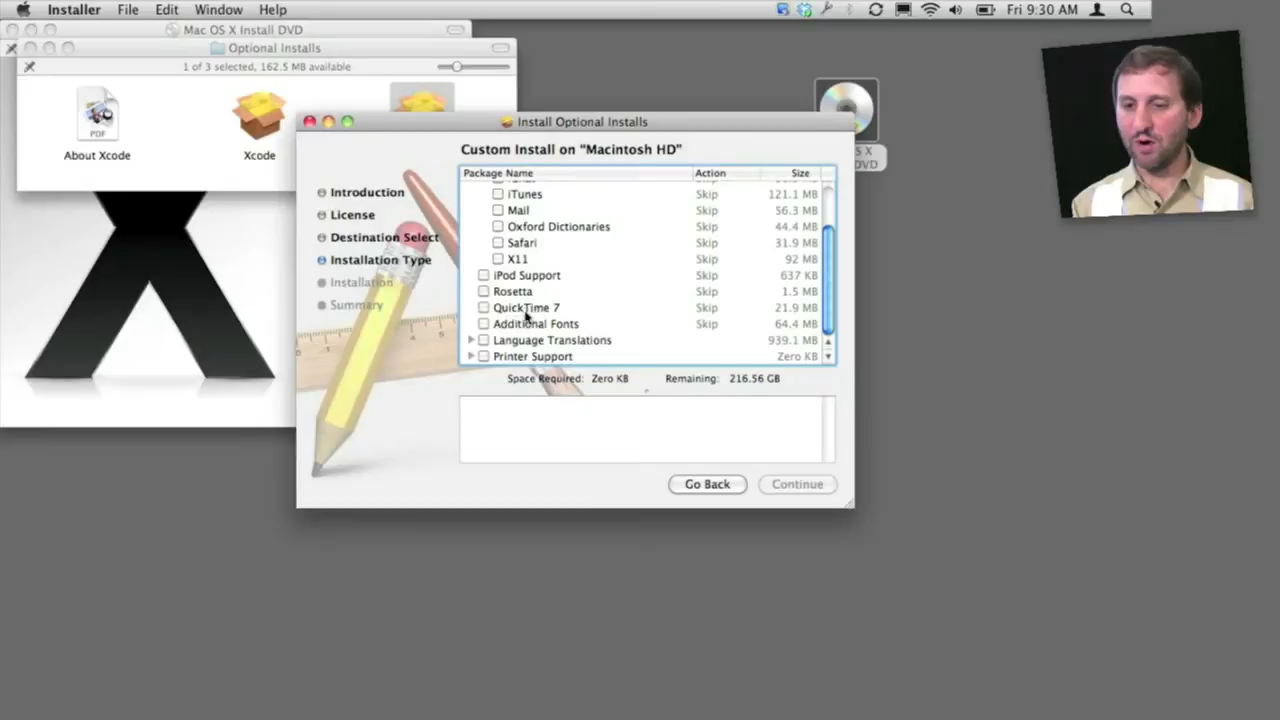 Installer File Edit Window Help Fri 9:30 AM
Mac OS X Install DVD
Optional Installs
1 of 3 selected, 162.5 MB available
PDF
About Xcode
Xcode
S X
DVD
Install Optional Installs
Custom Install on "Macintosh HD"
Introduction
License
Destination Select
Installation Type
Installation
Summary
Package Name Action Size
iTunes Skip 121.1 MB
Mail Skip 56.3 MB
Oxford Dictionaries Skip 44.4 MB
Safari Skip 31.9 MB
X11 Skip 92 MB
iPod Support Skip 637 KB
Rosetta Skip 1.5 MB
QuickTime 7 Skip 21.9 MB
Additional Fonts Skip 64.4 MB
Language Translations 939.1 MB
Printer Support Zero KB
Space Required: Zero KB Remaining: 216.56 GB
Go Back Continue